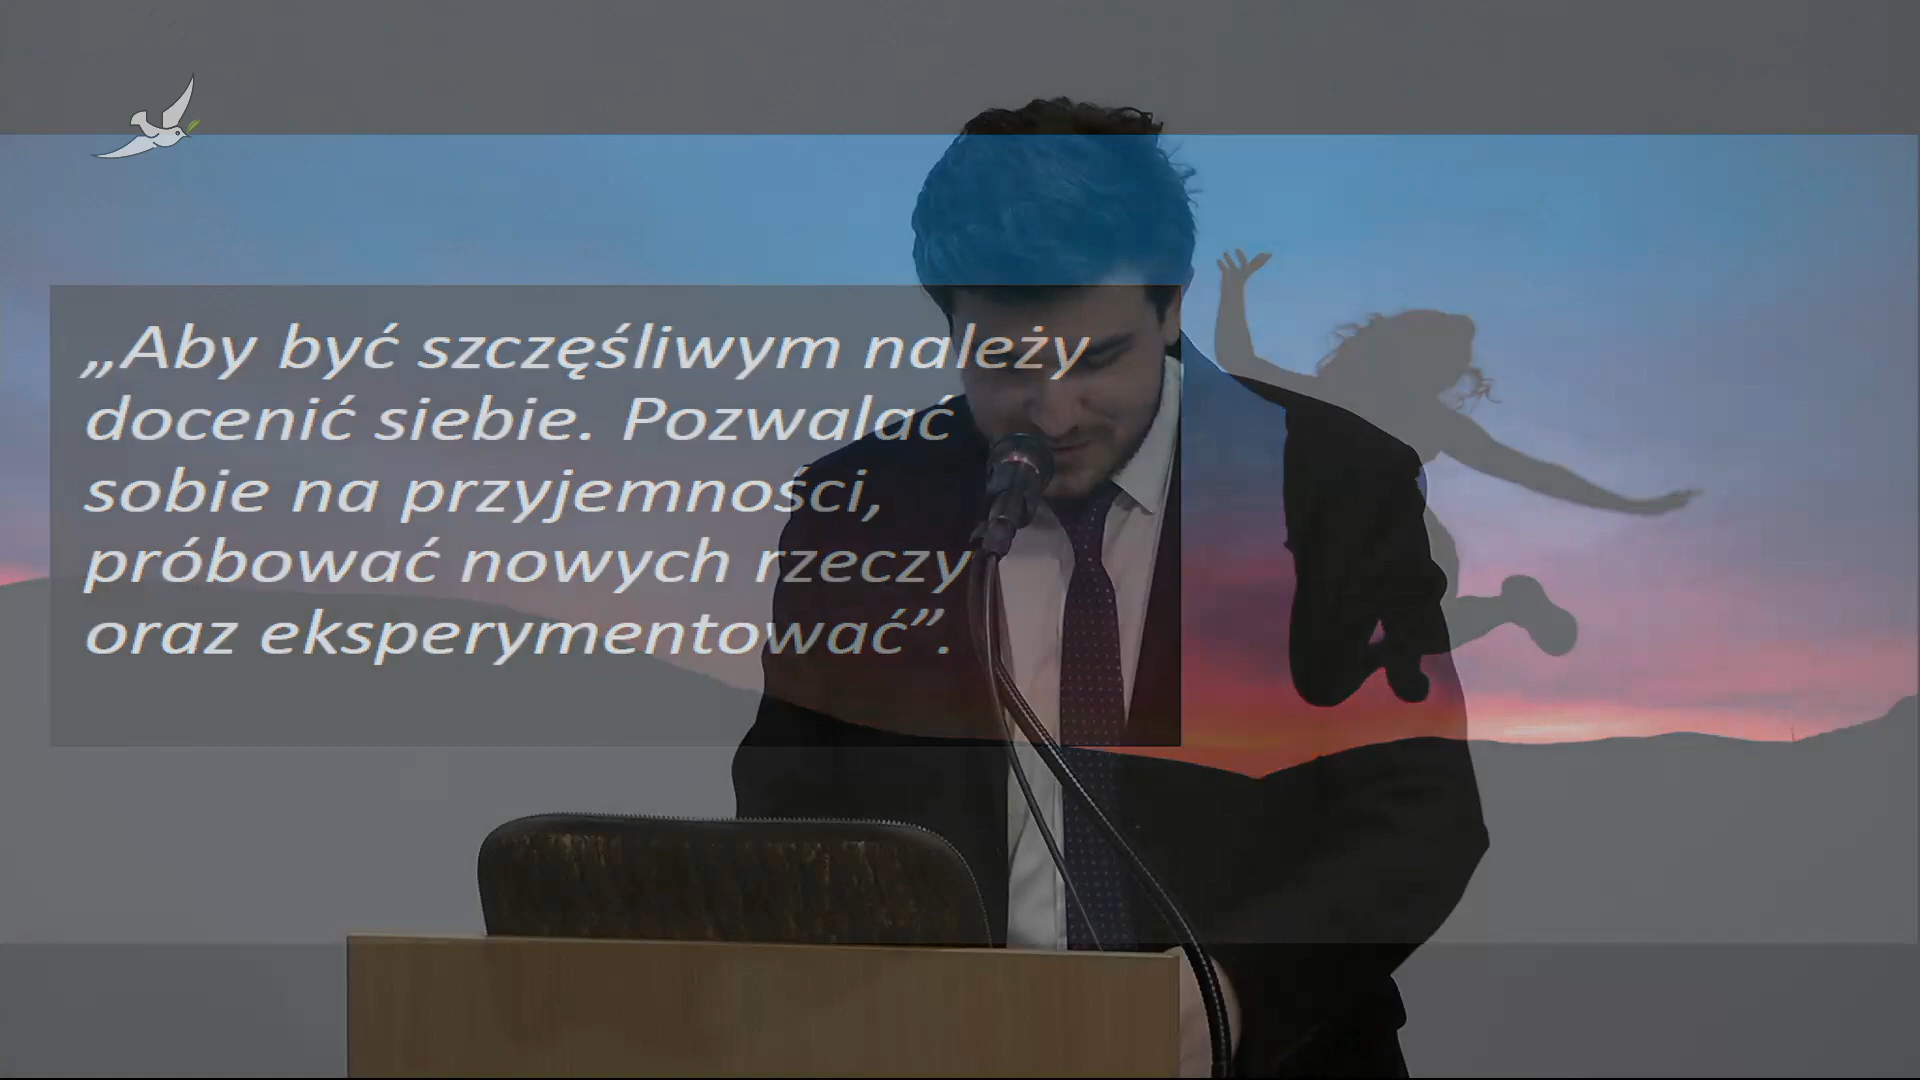 „Aby być szczęśliwym należy
docenić siebie. Pozwalać
sobie na przyjemności,
próbować nowych rzeczy
oraz eksperymentować”.